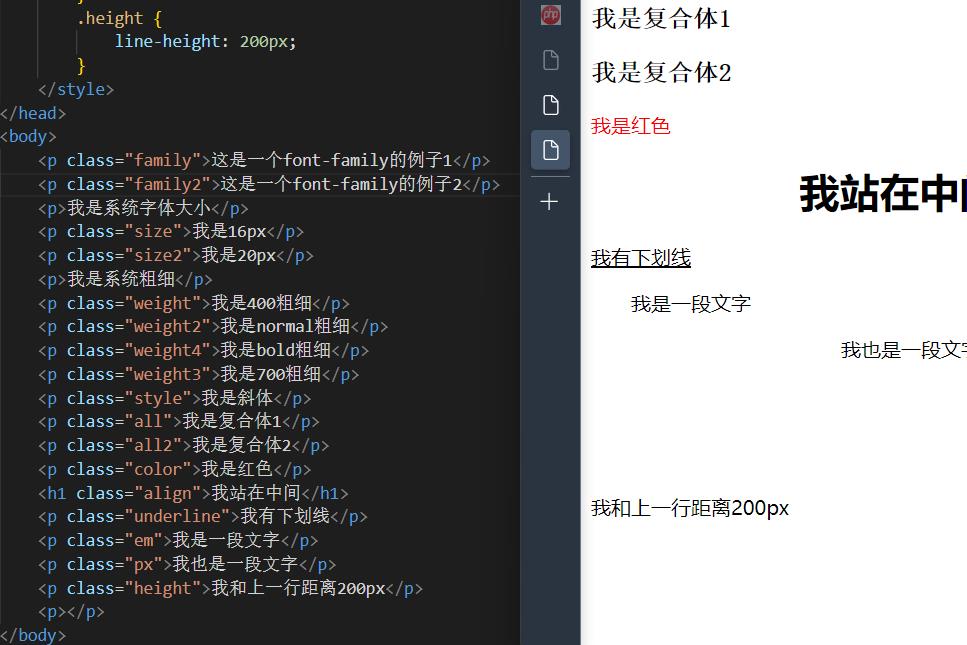 }
.height {
line-height: 200px;
}
</style>
</head>
<body>
<p class="family">这是一个font-family的例子1</p>
<p class="family2">这是一个font-family的例子2</p>
<p>我是系统字体大小</p>
<p class="size">我是16px</p>
<p class="size2">我是20px</p>
<p>我是系统粗细</p>
<p class="weight">我是400粗细</p>
<p class="weight2">我是normal粗细</p>
<p class="weight4">我是bold粗细</p>
<p class="weight3">我是700粗细</p>
<p class="style">我是斜体</p>
<p class="all">我是复合体1</p>
<p class="all2">我是复合体2</p>
<p class="color">我是红色</p>
<h1 class="align">我站在中间</h1>
<p class="underline">我有下划线</p>
<p class="em">我是一段文字</p>
<p class="px">我也是一段文字</p>
<p class="height">我和上一行距离200px</p>
<p></p>
</body>
php
我是复合体1
我是复合体2
我是红色
我站在中
我有下划线
我是一段文字
我也是一段文
我和上一行距离200px